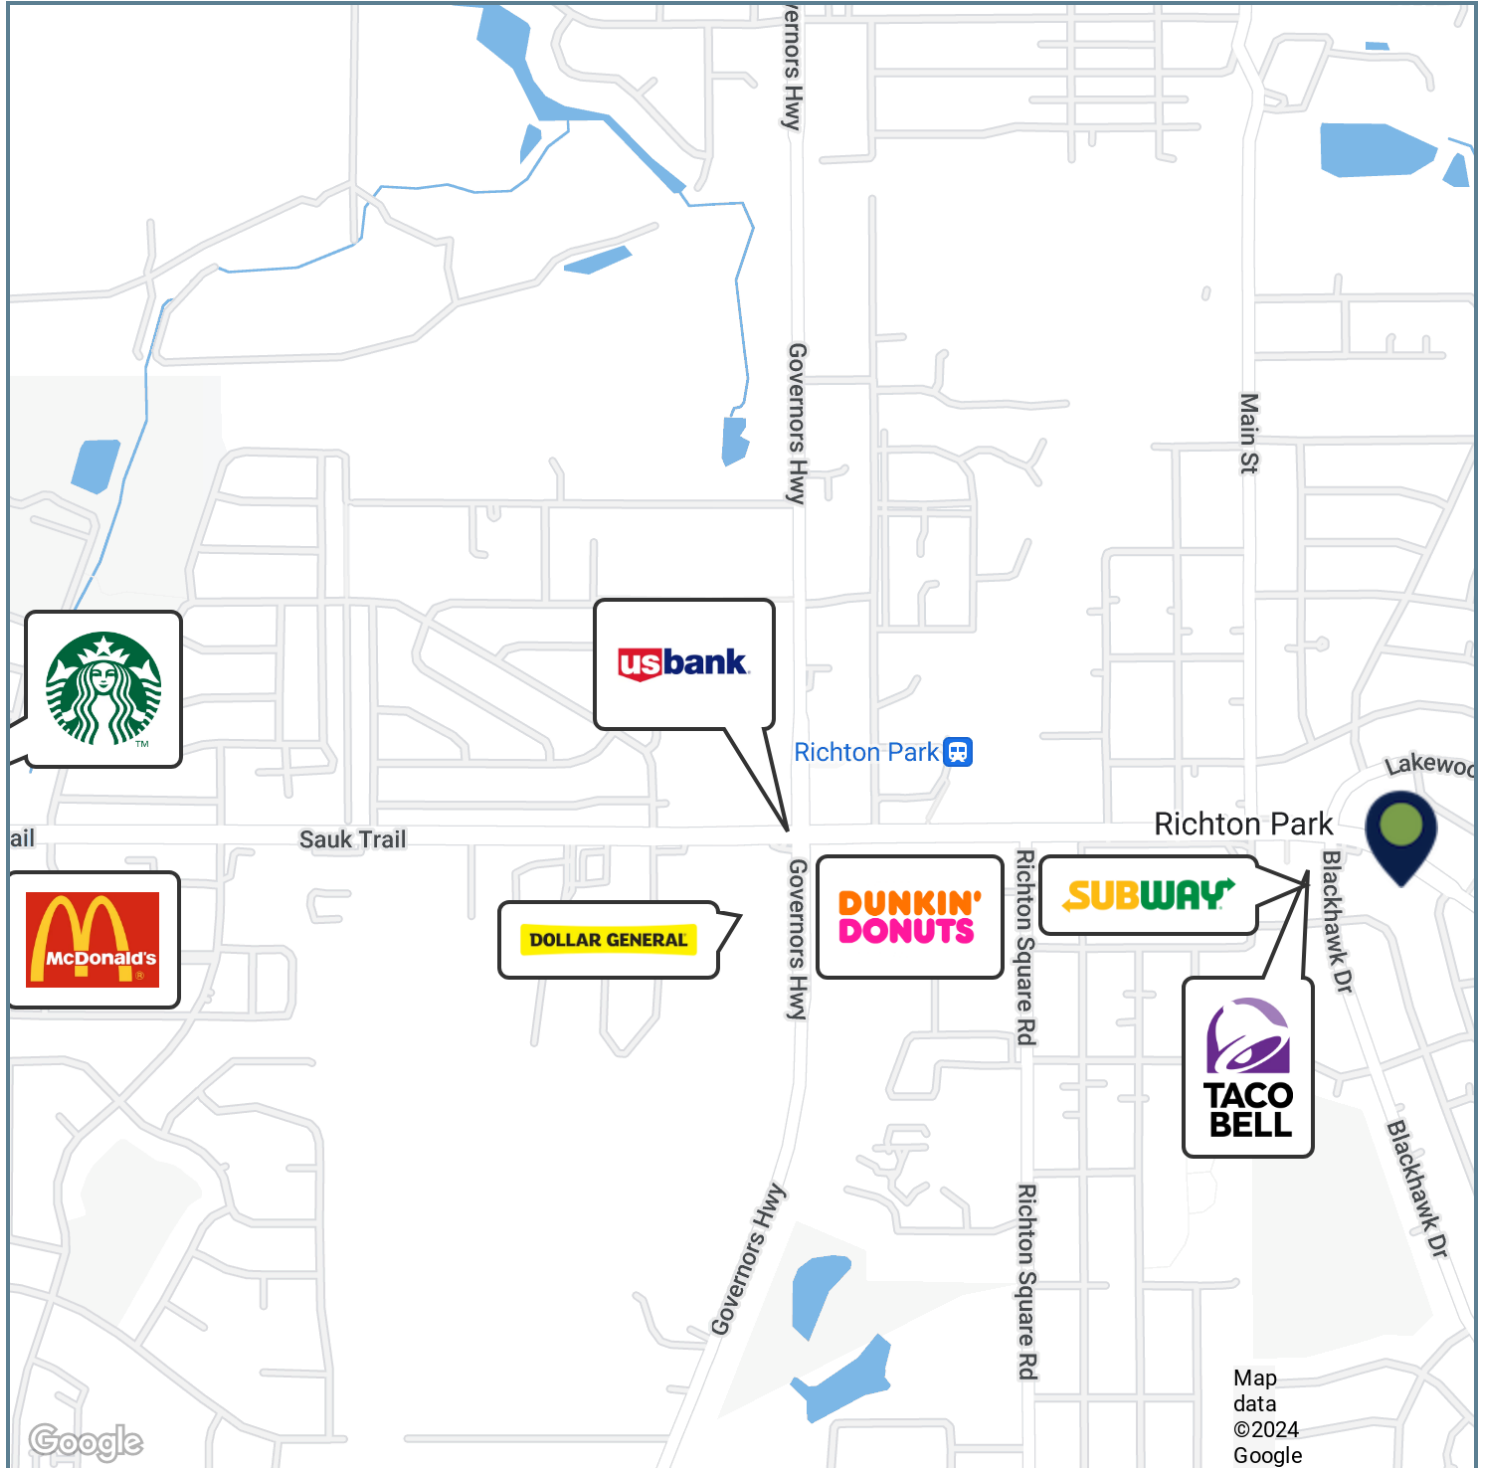 vernors Hwy
Governors Hwy
Main St
usbank
TM
Richton Park
Lakewoo
Richton Park
ail
Sauk Trail
McDonald's
®
DOLLAR GENERAL
Governors Hwy
DUNKIN'
DONUTS
Richton Square Rd
SUBWAY
Blackhawk Dr
TACO
BELL
Blackhawk Dr
Governors Hwy
Richton Square Rd
Map
data
©2024
Google
Google